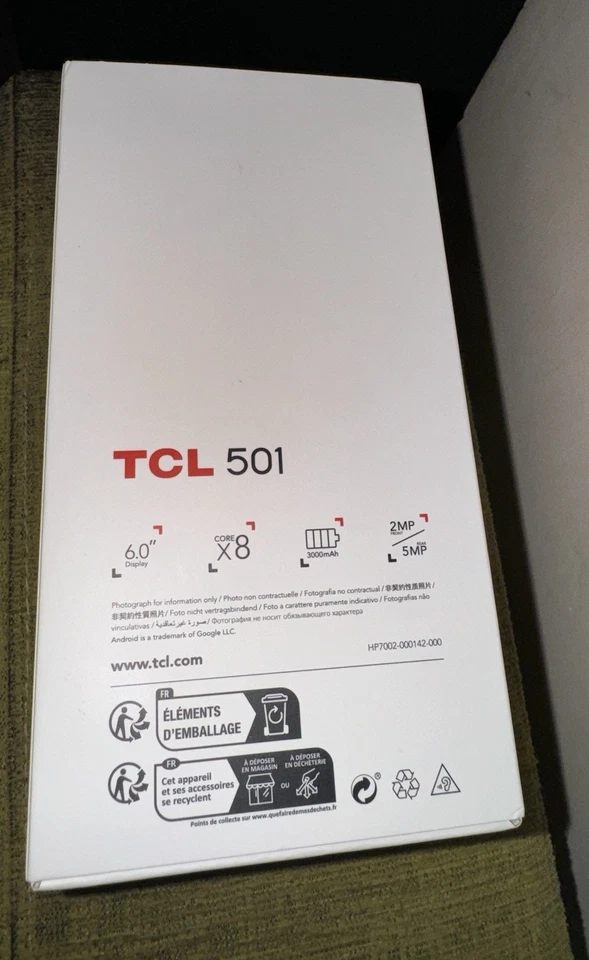 TCL 501
6.0"
Display
CORE
X8
3000mAh
2MP
FRONT
REAR
5MP
Photograph for information only / Photo non contractuelle / Fotografía no contractual / 非契約性照片 /
非契約性質照片 / Foto nicht vertragsbindend / Foto a carattere puramente indicativo / Fotografias não
vinculativas / صورة غير تعاقدية / Фотография не носит обязывающего характера
Android is a trademark of Google LLC.
www.tcl.com
HP7002-000142-000
FR
ÉLÉMENTS
D'EMBALLAGE
FR
Cet appareil
et ses accessoires
se recyclent
À DÉPOSER
EN MAGASIN
OU
À DÉPOSER
EN DÉCHÈTERIE
Points de collecte sur www.quefairedemesdechets.fr
®